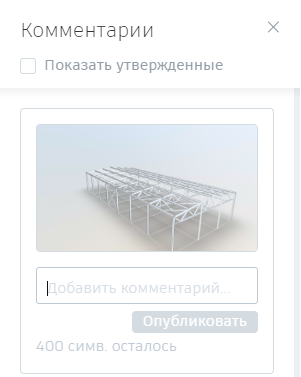 Комментарии
Показать утвержденные
Добавить комментарий...
Опубликовать
400 симв. осталось